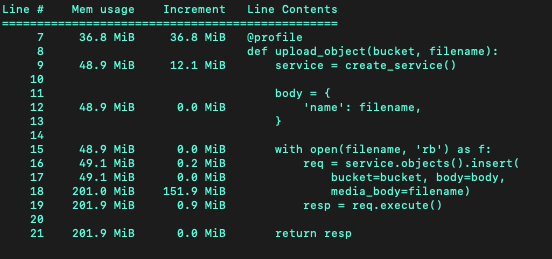 Line #    Mem usage    Increment   Line Contents
================================================
     7     36.8 MiB     36.8 MiB   @profile
     8                             def upload_object(bucket, filename):
     9     48.9 MiB     12.1 MiB       service = create_service()
    10
    11                                 body = {
    12     48.9 MiB      0.0 MiB           'name': filename,
    13                                 }
    14
    15     48.9 MiB      0.0 MiB       with open(filename, 'rb') as f:
    16     49.1 MiB      0.2 MiB           req = service.objects().insert(
    17     49.1 MiB      0.0 MiB               bucket=bucket, body=body,
    18    201.0 MiB    151.9 MiB               media_body=filename)
    19    201.9 MiB      0.9 MiB           resp = req.execute()
    20
    21    201.9 MiB      0.0 MiB       return resp